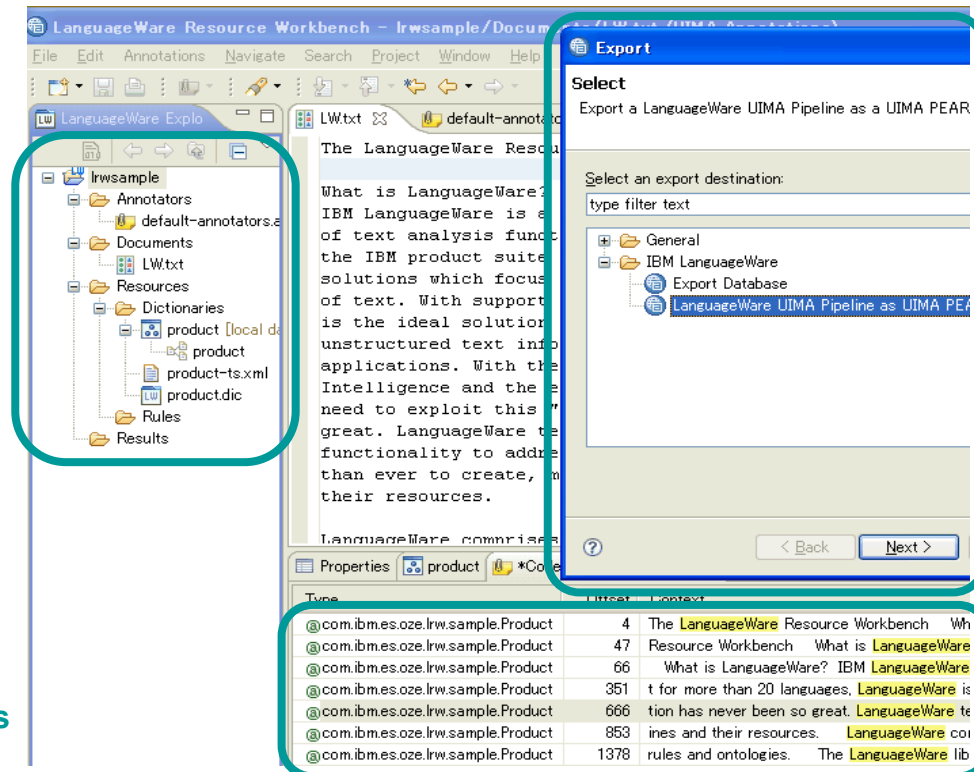 LanguageWare Resource Workbench - lrwsample/Docum
File Edit Annotations Navigate Search Project Window Help
LanguageWare Explo
lrwsample
Annotators
default-annotators.a
Documents
LW.txt
Resources
Dictionaries
product [local da
product
product-ts.xml
product.dic
Rules
Results
LW.txt
default-annotato
The LanguageWare Resou
What is LanguageWare?
IBM LanguageWare is a
of text analysis funct
the IBM product suite
solutions which focus
of text. With support
is the ideal solution
unstructured text info
applications. With the
Intelligence and the e
need to exploit this "
great. LanguageWare te
functionality to addre
than ever to create, m
their resources.
LanguageWare comprises
Export
Select
Export a LanguageWare UIMA Pipeline as a UIMA PEAR
Select an export destination:
type filter text
General
IBM LanguageWare
Export Database
LanguageWare UIMA Pipeline as UIMA PEA
< Back Next >
Properties product
Type Offset Context
com.ibm.es.oze.lrw.sample.Product 4 The LanguageWare Resource Workbench Wh
com.ibm.es.oze.lrw.sample.Product 47 Resource Workbench What is LanguageWare
com.ibm.es.oze.lrw.sample.Product 66 What is LanguageWare? IBM LanguageWare
com.ibm.es.oze.lrw.sample.Product 351 t for more than 20 languages, LanguageWare is
com.ibm.es.oze.lrw.sample.Product 666 tion has never been so great. LanguageWare te
com.ibm.es.oze.lrw.sample.Product 853 ines and their resources. LanguageWare con
com.ibm.es.oze.lrw.sample.Product 1378 rules and ontologies. The LanguageWare lib
s